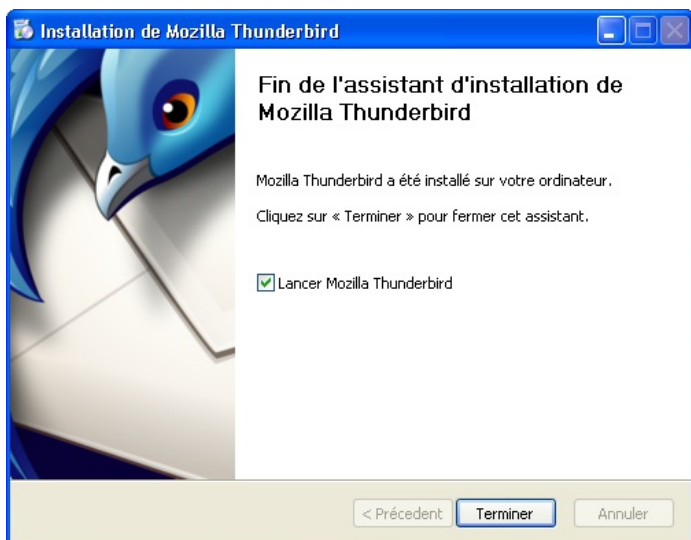 Installation de Mozilla Thunderbird
Fin de l'assistant d'installation de
Mozilla Thunderbird
Mozilla Thunderbird a été installé sur votre ordinateur.
Cliquez sur « Terminer » pour fermer cet assistant.
Lancer Mozilla Thunderbird
< Précedent
Terminer
Annuler